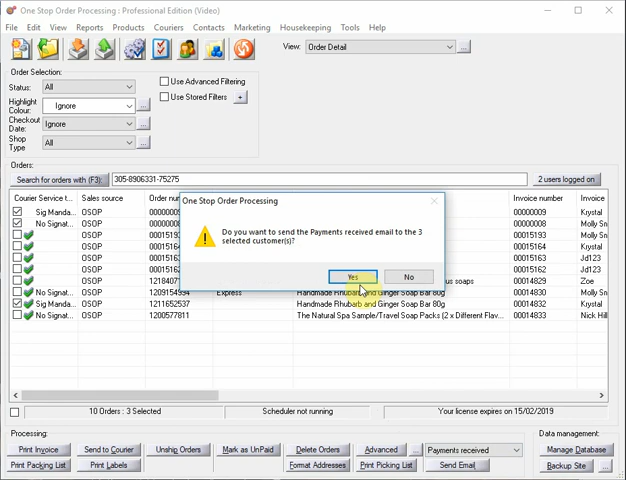 One Stop Order Processing : Professional Edition (Video)
File Edit View Reports Products Couriers Contacts Marketing Housekeeping Tools Help
View: Order Detail ...
Order Selection:
Status: All
Use Advanced Filtering
Highlight Colour: Ignore ...
Use Stored Filters +
Checkout Date: Ignore ...
Shop Type All ...
Orders:
Search for orders with (F3): 305-8906331-75275 2 users logged on
Courier Service t... Sales source Order nu Invoice number Invoice
Sig Manda... OSOP 0000000 00000009 Krystal
No Signat... OSOP 0000000 00000008 Molly Sn
OSOP 0001519 00015193 Molly Sn
OSOP 0001516 00015164 Krystal
OSOP 0001516 00015163 Jd123
OSOP 0001516 00015162 Jd123
OSOP 1218407 us soaps 00014829 Zoe
No Signat... OSOP 1209154934 Express Handmade Rhubarb and Ginger Soap Bar 80g 00014830 Molly Sn
Sig Manda... OSOP 1211652537 Handmade Rhubarb and Ginger Soap Bar 80g 00014832 Krystal
No Signat... OSOP 1200577811 The Natural Spa Sample/Travel Soap Packs (2 x Different Flav... 00014833 Nick Hill
One Stop Order Processing
Do you want to send the Payments received email to the 3
selected customer(s)?
Yes No
10 Orders : 3 Selected Scheduler not running Your license expires on 15/02/2019
Processing: Data management:
Print Invoice Send to Courier Unship Orders Mark as UnPaid Delete Orders Advanced ... Payments received Manage Database
Print Packing List Print Labels Format Addresses Print Picking List Send Email Backup Site ...